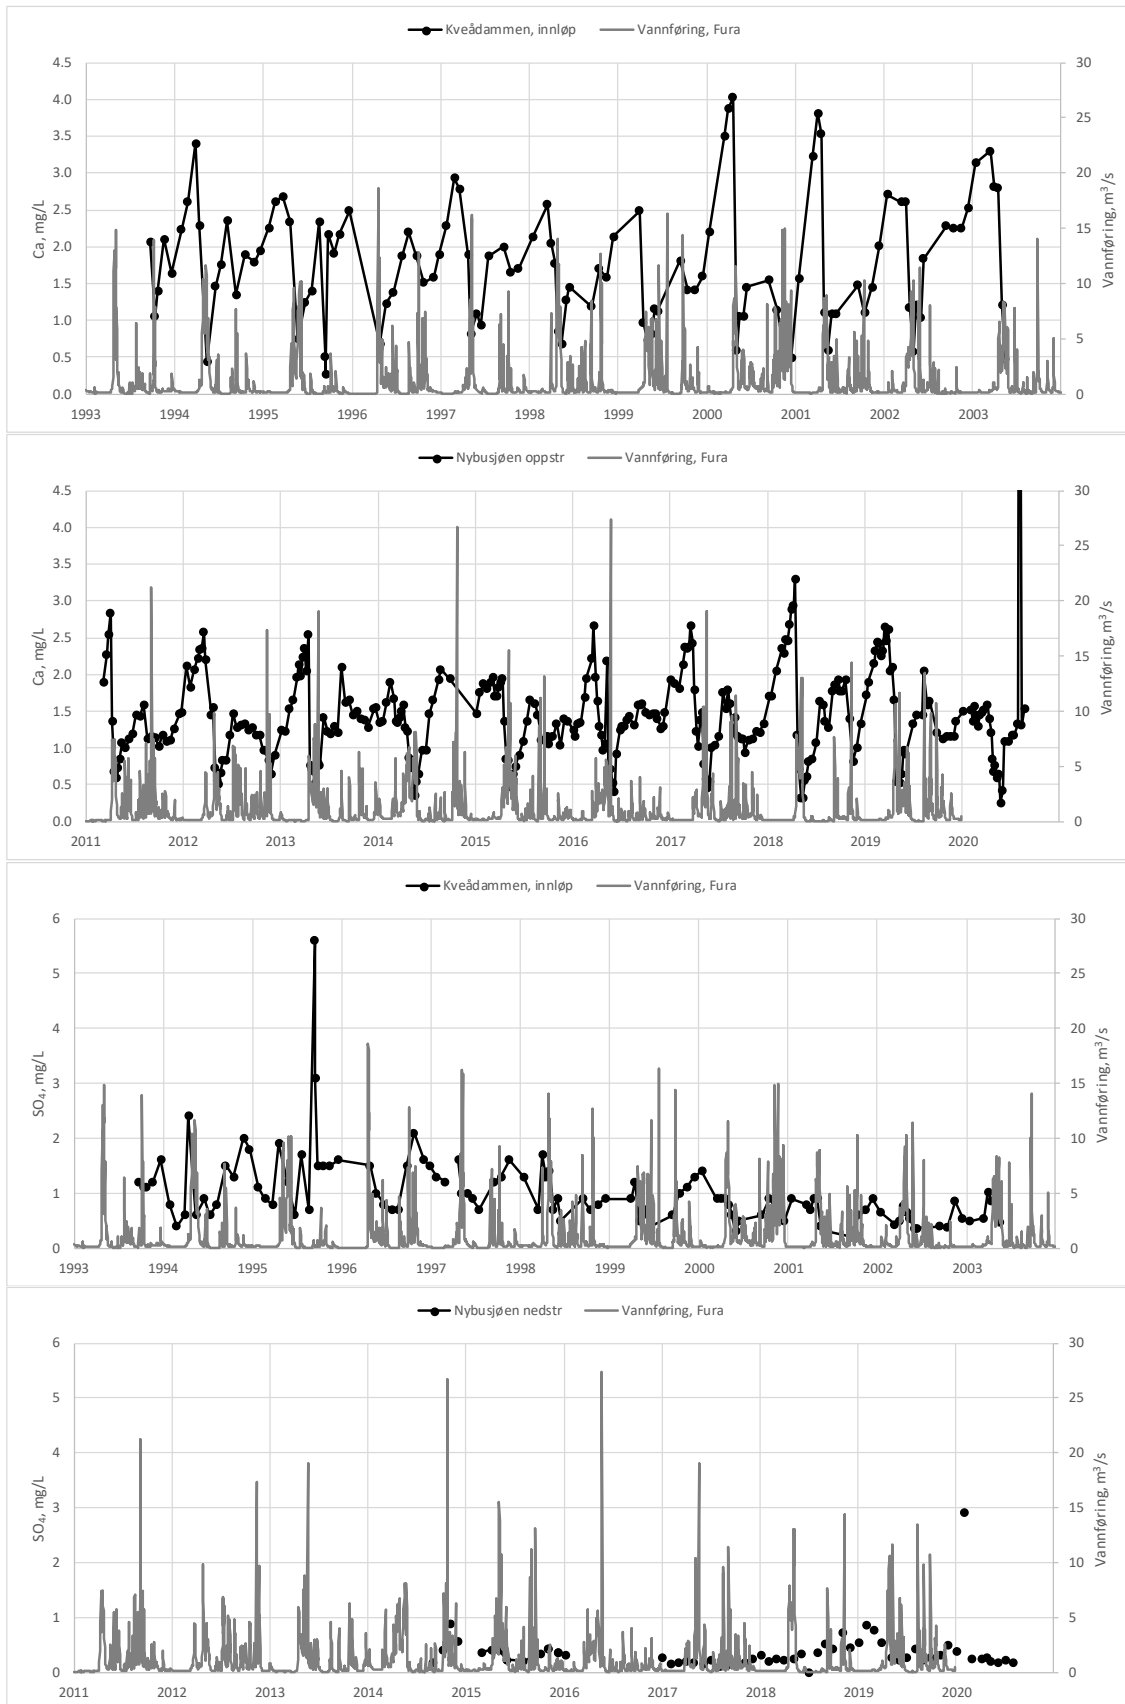 Kveådammen, innløp Vannføring, Fura
4.5 30
4.0
25
3.5
3.0 20
2.5
15
2.0
1.5 10
1.0
5
0.5
0.0 0
Ca, mg/L
Vannføring, m³/s
1993 1994 1995 1996 1997 1998 1999 2000 2001 2002 2003
Nybusjøen oppstr Vannføring, Fura
4.5 30
4.0
25
3.5
3.0 20
2.5
15
2.0
1.5 10
1.0
5
0.5
0.0 0
Ca, mg/L
Vannføring, m³/s
2011 2012 2013 2014 2015 2016 2017 2018 2019 2020
Kveådammen, innløp Vannføring, Fura
6 30
5 25
4 20
3 15
2 10
1 5
0 0
SO₄, mg/L
Vannføring, m³/s
1993 1994 1995 1996 1997 1998 1999 2000 2001 2002 2003
Nybusjøen nedstr Vannføring, Fura
6 30
5 25
4 20
3 15
2 10
1 5
0 0
SO₄, mg/L
Vannføring, m³/s
2011 2012 2013 2014 2015 2016 2017 2018 2019 2020